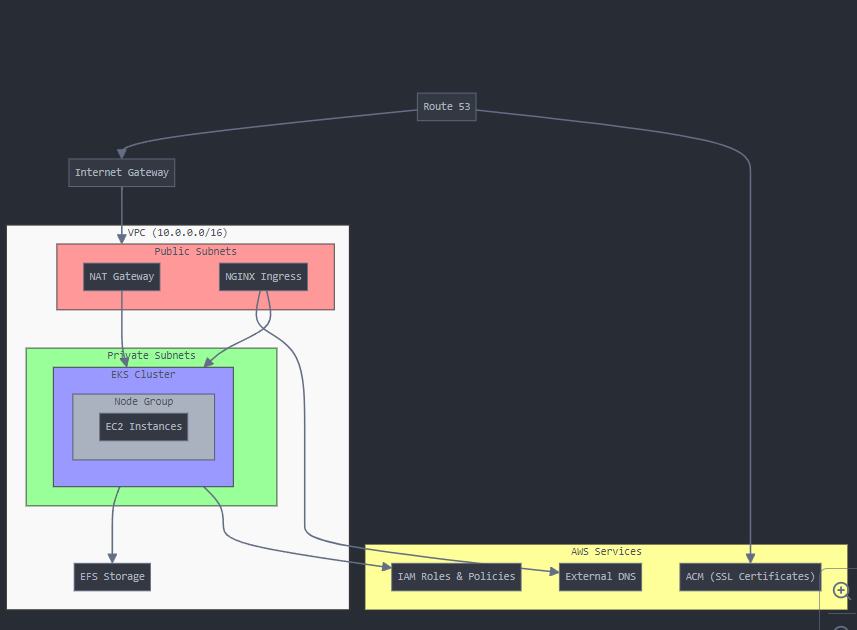 Route 53
Internet Gateway
VPC (10.0.0.0/16)
Public Subnets
NAT Gateway
NGINX Ingress
Private Subnets
EKS Cluster
Node Group
EC2 Instances
AWS Services
EFS Storage
IAM Roles & Policies
External DNS
ACM (SSL Certificates)